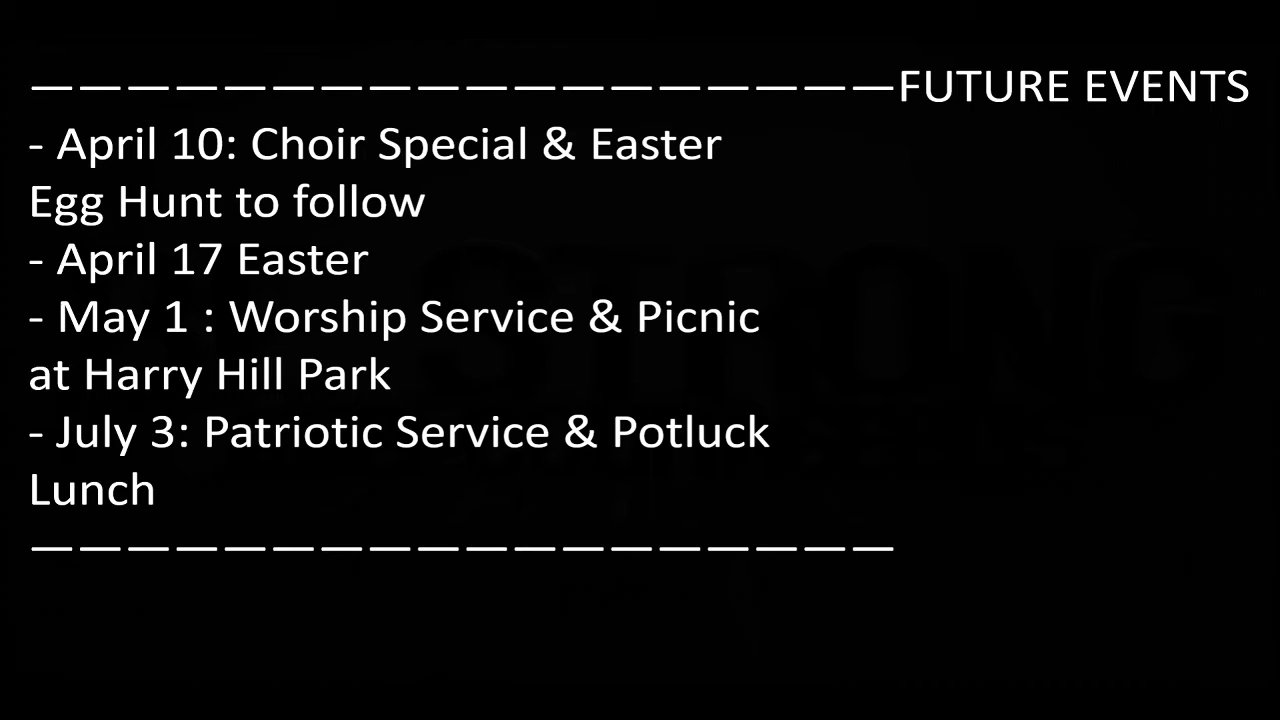 ——————————————————FUTURE EVENTS
- April 10: Choir Special & Easter
Egg Hunt to follow
- April 17 Easter
- May 1 : Worship Service & Picnic
at Harry Hill Park
- July 3: Patriotic Service & Potluck
Lunch
——————————————————
STRONG